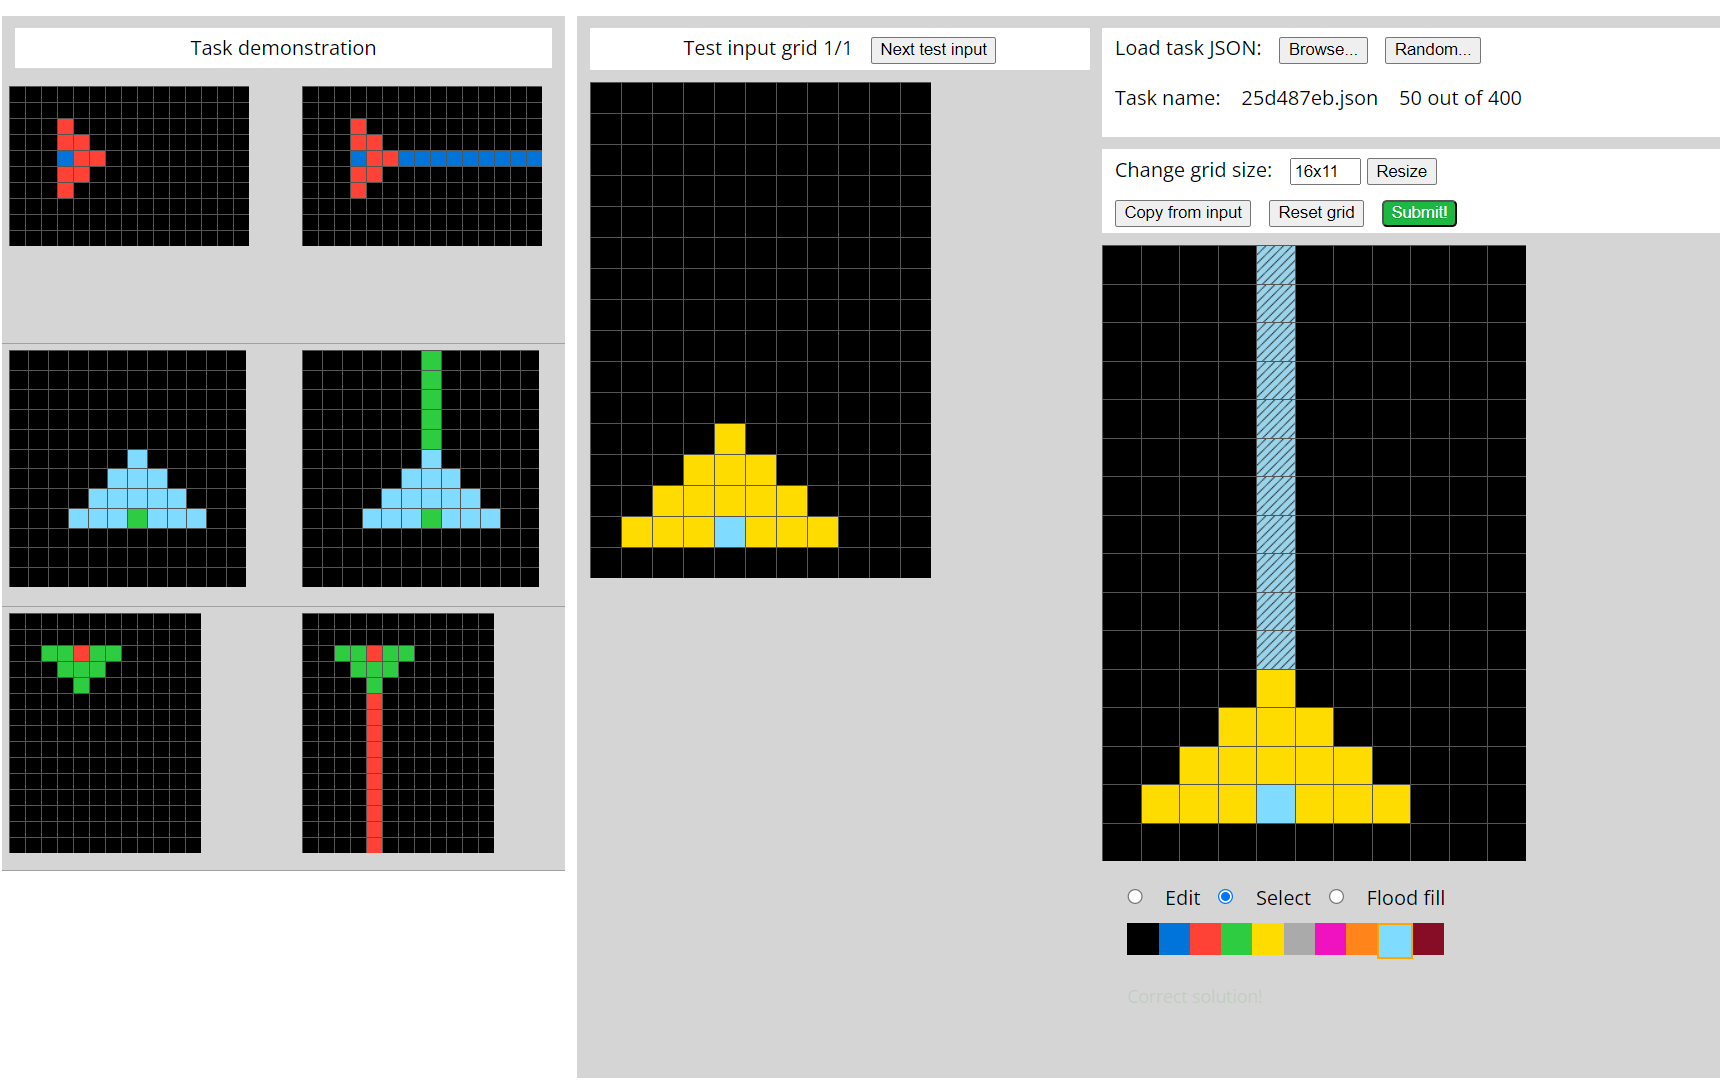 Task demonstration
Test input grid 1/1 Next test input
Load task JSON: Browse... Random...
Task name: 25d487eb.json 50 out of 400
Change grid size: 16x11 Resize
Copy from input Reset grid Submit!
Edit Select Flood fill
Correct solution!